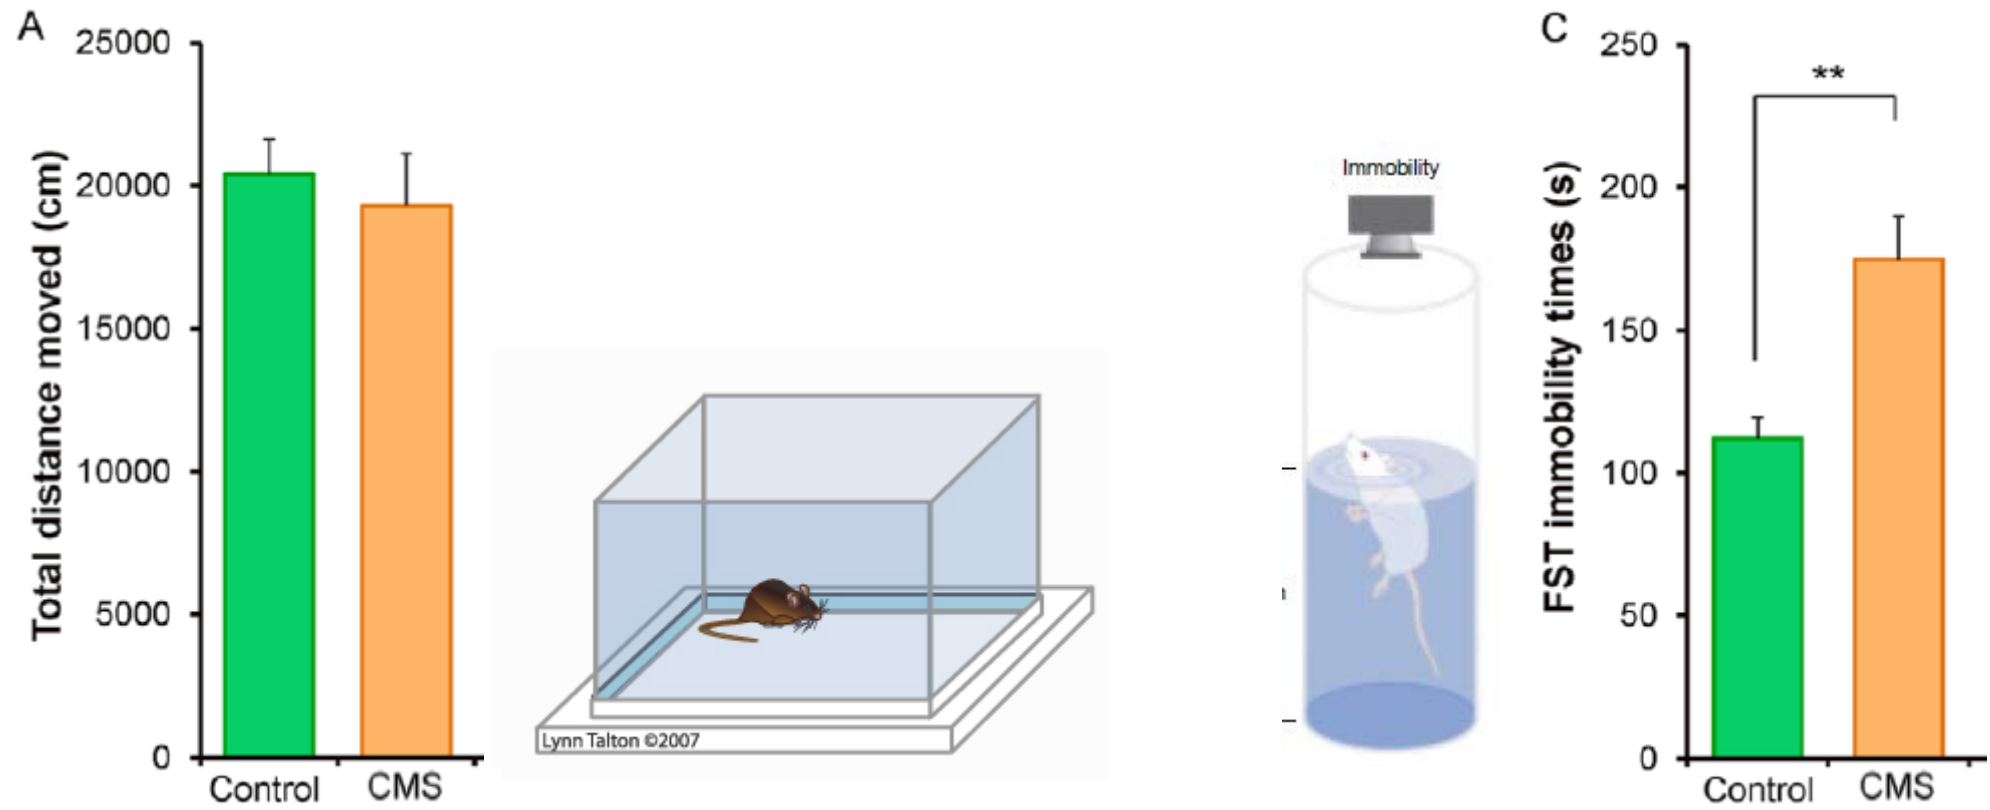 A
25000
20000
15000
10000
5000
0
Total distance moved (cm)
Control
CMS
Lynn Talton ©2007
Immobility
C
250
200
150
100
50
0
FST immobility times (s)
**
Control
CMS